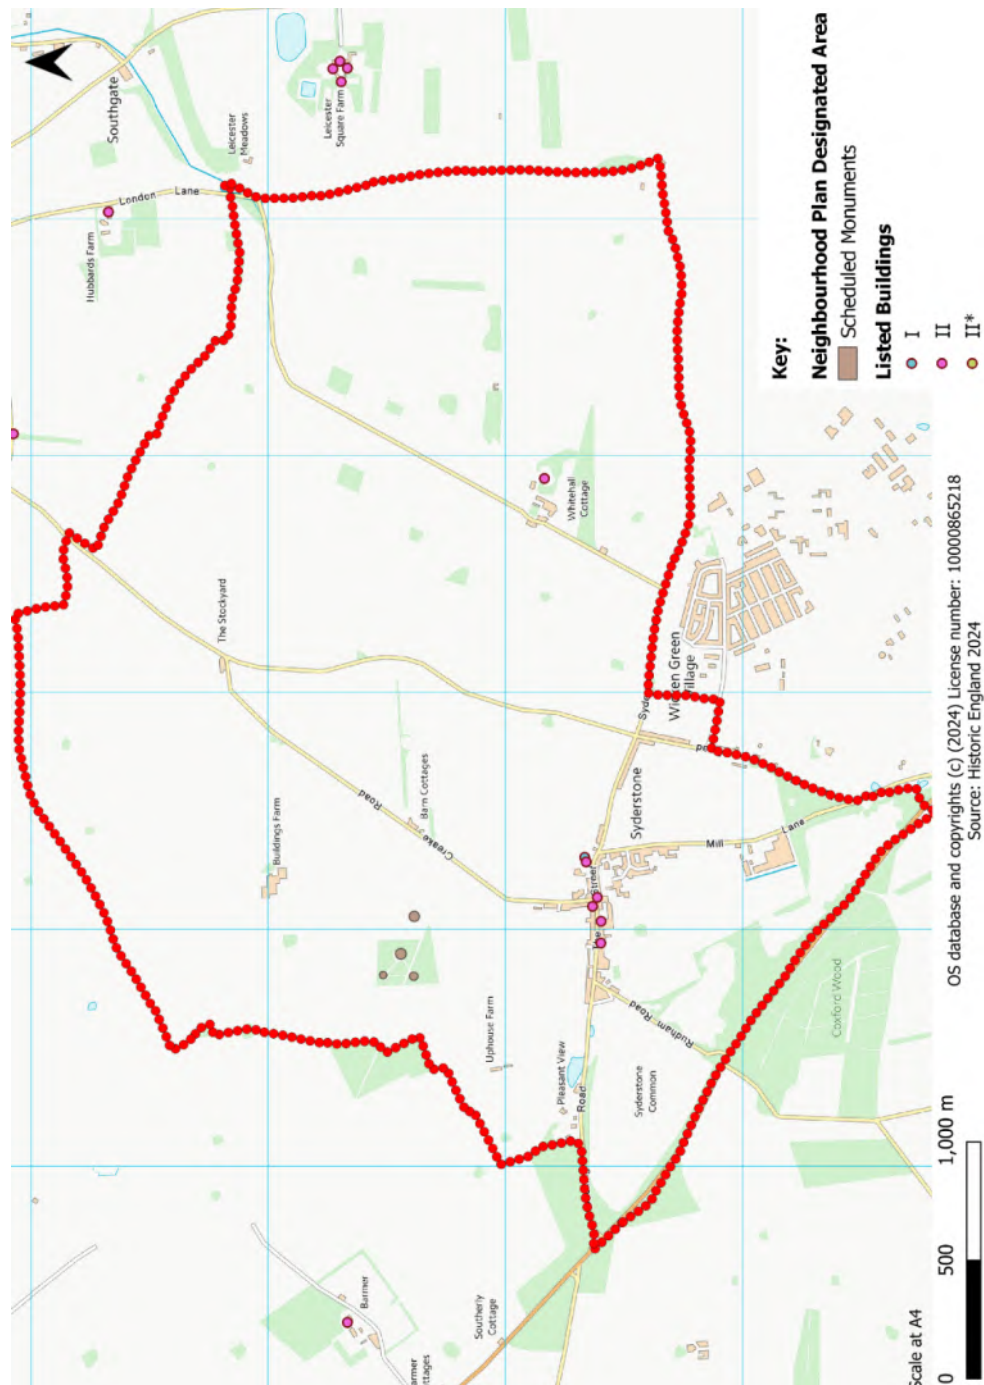 Southgate
Leicester
Meadows
Leicester
Square Farm
London Lane
Hubbards Farm
The Stockyard
Whitehall
Cottage
Creake Road
Barn Cottages
Buildings Farm
Syderstone
Mill Lane
Uphouse Farm
Pleasant View
Road
Rudham Road
Syderstone
Common
Coxford Wood
Barmer
Southerly
Cottage
Key:
Neighbourhood Plan Designated Area
Scheduled Monuments
Listed Buildings
I
II
II*
Scale at A4
0 500 1,000 m
OS database and copyrights (c) (2024) License number: 10000865218
Source: Historic England 2024